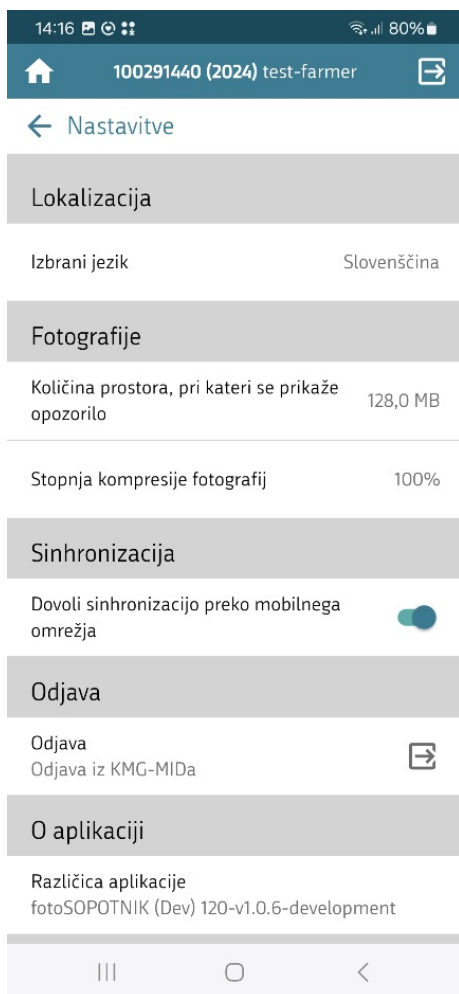 14:16 80%
100291440 (2024) test-farmer
Nastavitve
Lokalizacija
Izbrani jezik Slovenščina
Fotografije
Količina prostora, pri kateri se prikaže
opozorilo
128,0 MB
Stopnja kompresije fotografij 100%
Sinhronizacija
Dovoli sinhronizacijo preko mobilnega
omrežja
Odjava
Odjava
Odjava iz KMG-MIDa
O aplikaciji
Različica aplikacije
fotoSOPOTNIK (Dev) 120-v1.0.6-development